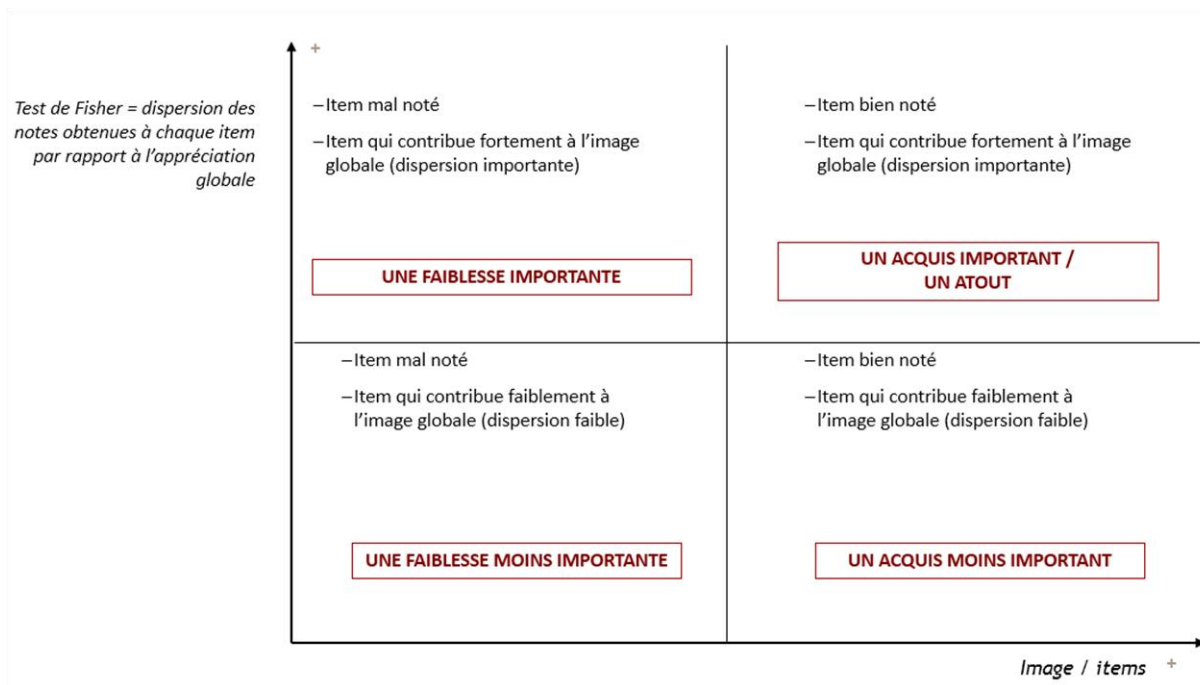 +
Test de Fisher = dispersion des
notes obtenues à chaque item
par rapport à l'appréciation
globale
–Item mal noté
–Item qui contribue fortement à l'image
globale (dispersion importante)
UNE FAIBLESSE IMPORTANTE
–Item bien noté
–Item qui contribue fortement à l'image
globale (dispersion importante)
UN ACQUIS IMPORTANT /
UN ATOUT
–Item mal noté
–Item qui contribue faiblement à
l'image globale (dispersion faible)
UNE FAIBLESSE MOINS IMPORTANTE
–Item bien noté
–Item qui contribue faiblement à
l'image globale (dispersion faible)
UN ACQUIS MOINS IMPORTANT
Image / items +